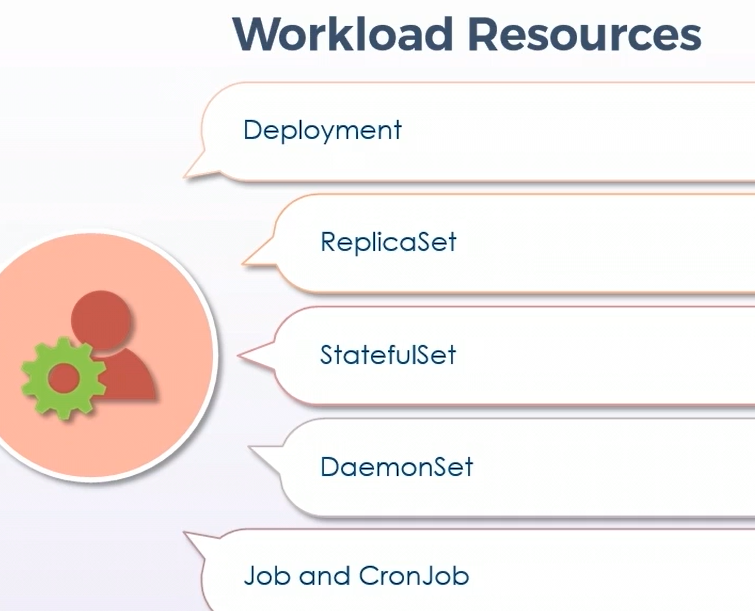 Workload Resources
Deployment
ReplicaSet
StatefulSet
DaemonSet
Job and CronJob